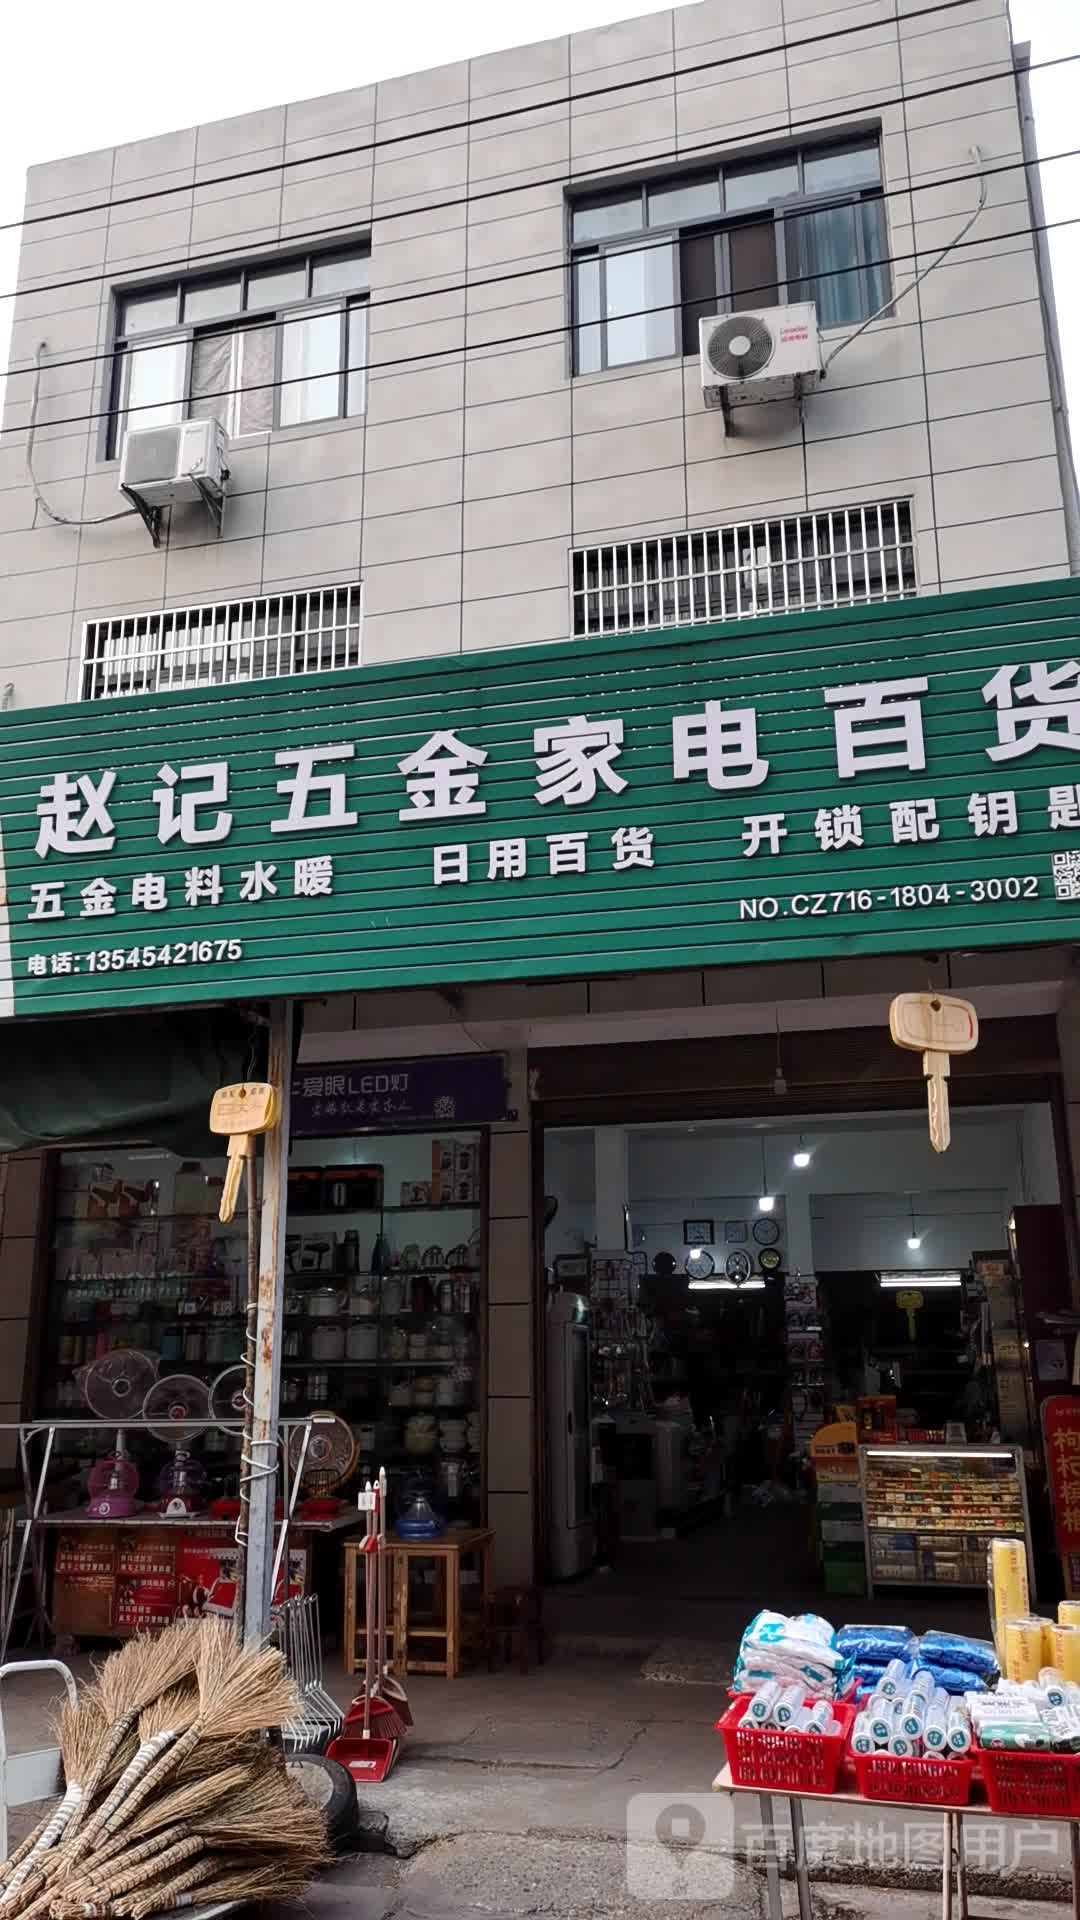 赵记五金家电百货
五金电料水暖 日用百货 开锁配钥匙
NO.CZ716-1804-3002
电话:13545421675
爱眼LED灯
百度地图用户